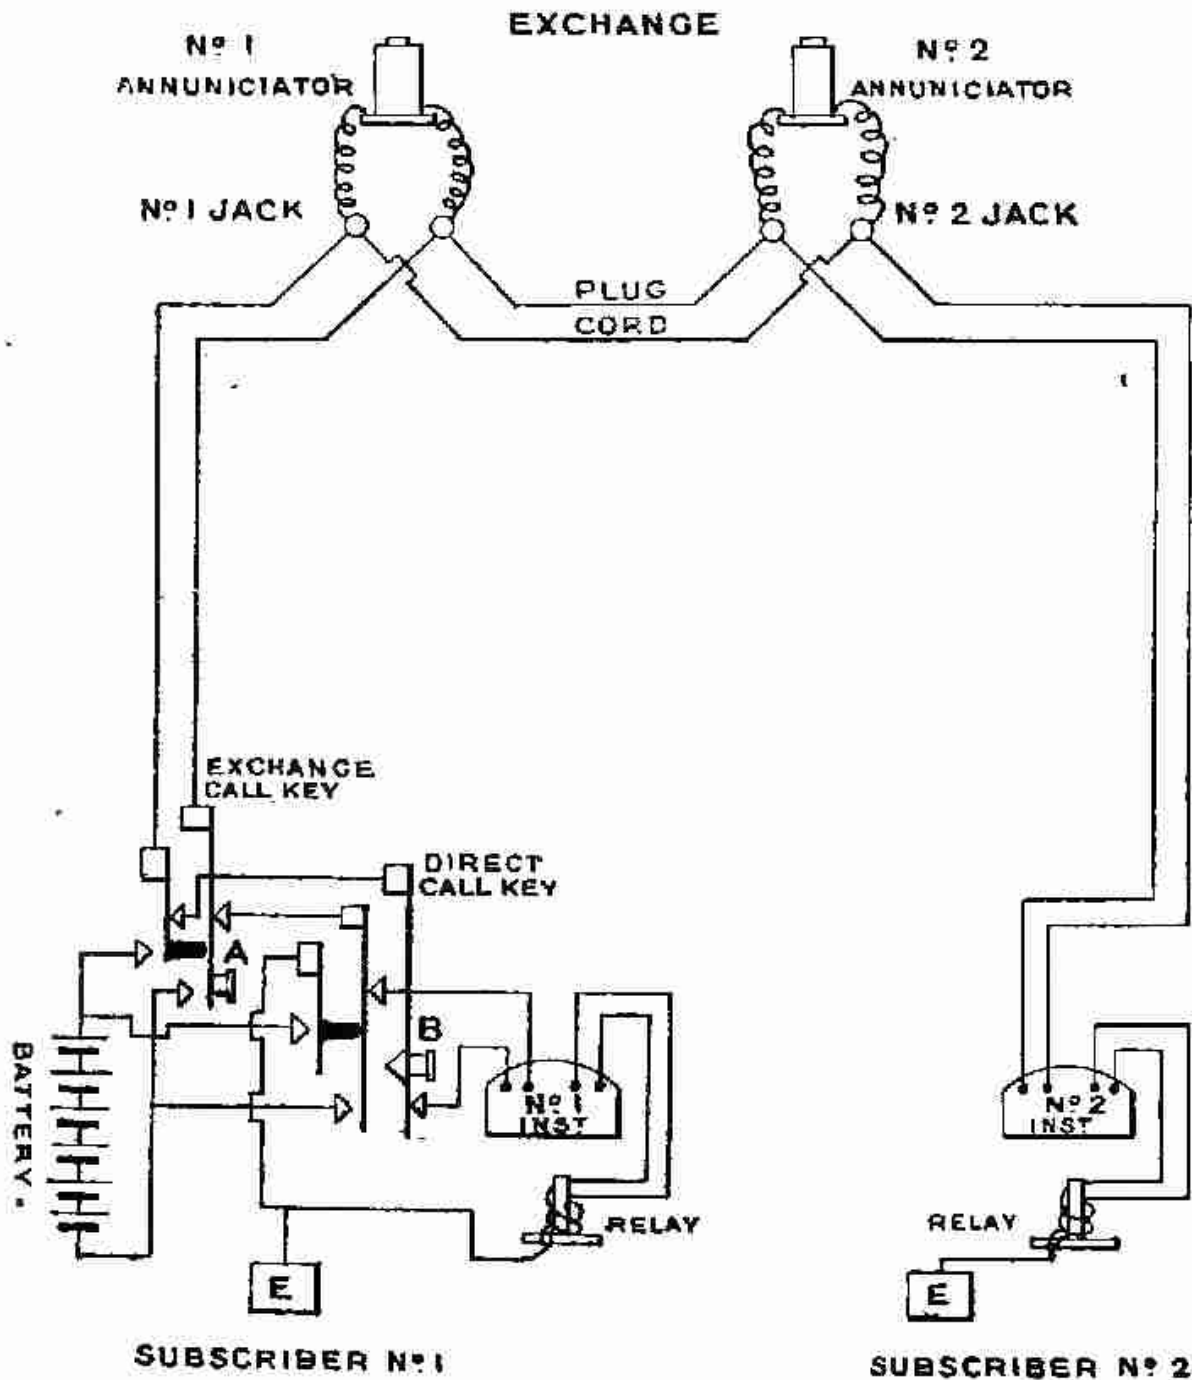 EXCHANGE
Nº 1
ANNUNICIATOR
Nº 2
ANNUNICIATOR
Nº 1 JACK
Nº 2 JACK
PLUG
CORD
EXCHANGE
CALL KEY
DIRECT
CALL KEY
A
B
BATTERY.
Nº 1
INST
Nº 2
INST
RELAY
RELAY
E
E
SUBSCRIBER Nº 1
SUBSCRIBER Nº 2